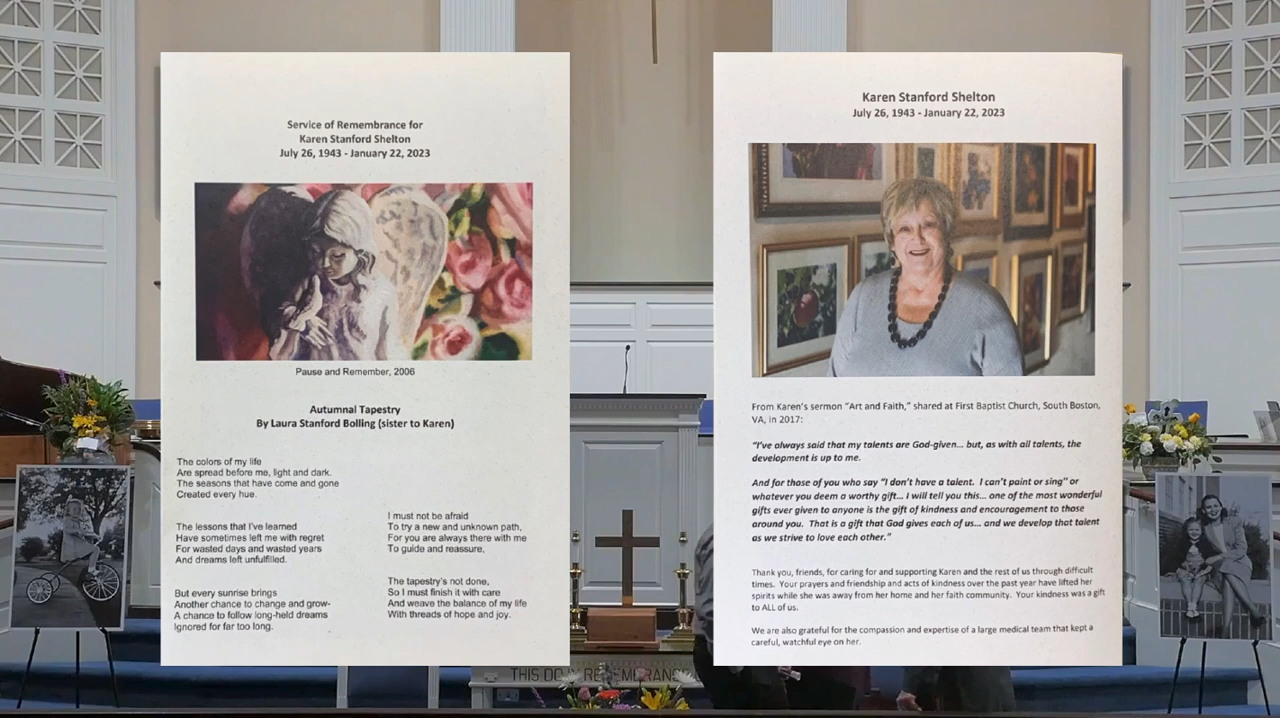 Service of Remembrance for
Karen Stanford Shelton
July 26, 1943 - January 22, 2023
Pause and Remember, 2006
Autumnal Tapestry
By Laura Stanford Bolling (sister to Karen)
The colors of my life
Are spread before me, light and dark.
The seasons that have come and gone
Created every hue.
The lessons that I've learned
Have sometimes left me with regret
For wasted days and wasted years
And dreams left unfulfilled.
But every sunrise brings
Another chance to change and grow-
A chance to follow long-held dreams
Ignored for far too long.
I must not be afraid
To try a new and unknown path,
For you are always there with me
To guide and reassure.
The tapestry's not done,
So I must finish it with care
And weave the balance of my life
With threads of hope and joy.
Karen Stanford Shelton
July 26, 1943 - January 22, 2023
From Karen's sermon "Art and Faith," shared at First Baptist Church, South Boston,
VA, in 2017:
"I've always said that my talents are God-given... but, as with all talents, the
development is up to me.
And for those of you who say "I don't have a talent. I can't paint or sing" or
whatever you deem a worthy gift... I will tell you this... one of the most wonderful
gifts ever given to anyone is the gift of kindness and encouragement to those
around you. That is a gift that God gives each of us... and we develop that talent
as we strive to love each other."
Thank you, friends, for caring for and supporting Karen and the rest of us through difficult
times. Your prayers and friendship and acts of kindness over the past year have lifted her
spirits while she was away from her home and her faith community. Your kindness was a gift
to ALL of us.
We are also grateful for the compassion and expertise of a large medical team that kept a
careful, watchful eye on her.
THIS DO